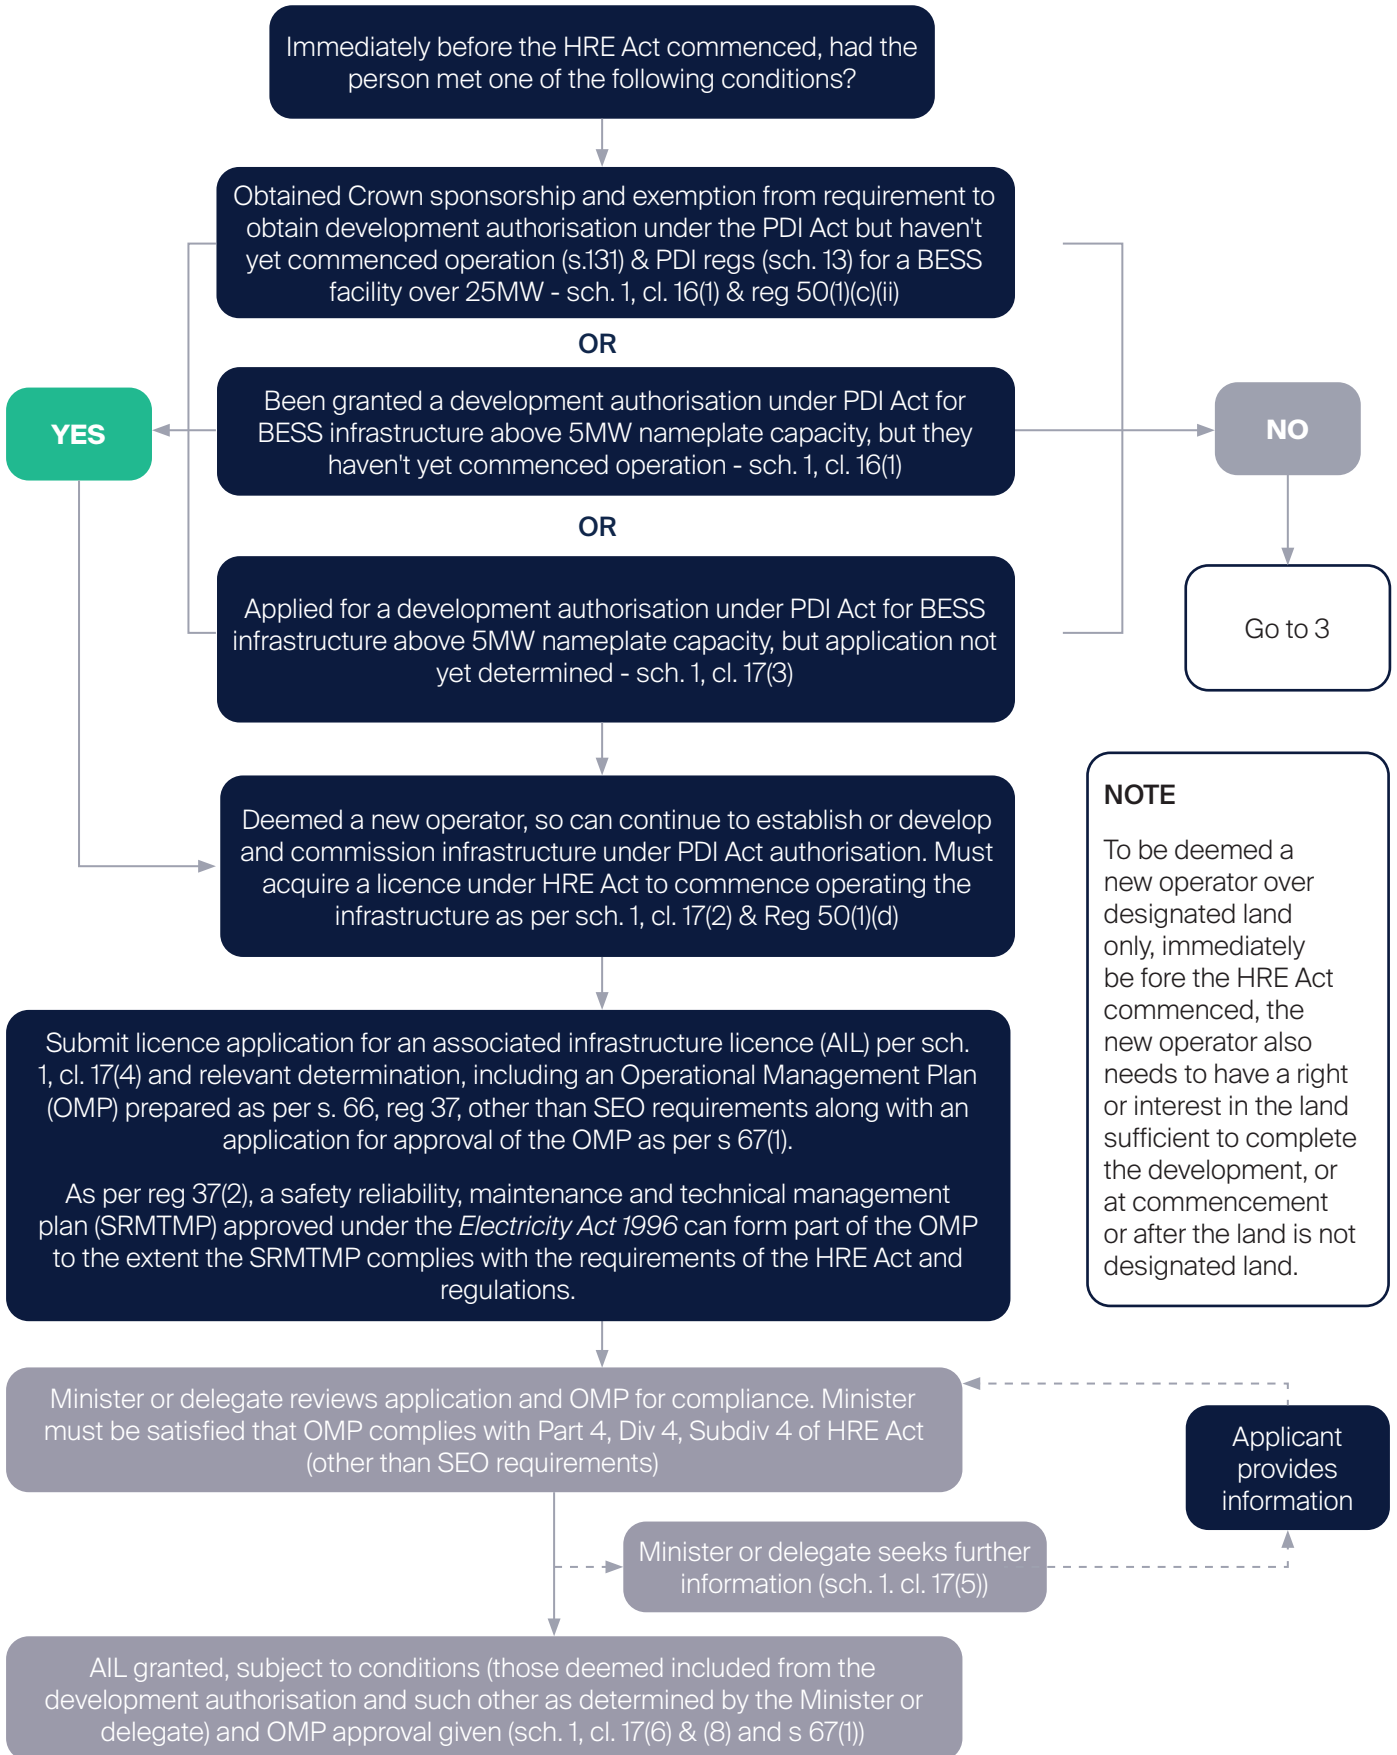 Immediately before the HRE Act commenced, had the
person met one of the following conditions?
Obtained Crown sponsorship and exemption from requirement to
obtain development authorisation under the PDI Act but haven't
yet commenced operation (s.131) & PDI regs (sch. 13) for a BESS
facility over 25MW - sch. 1, cl. 16(1) & reg 50(1)(c)(ii)
OR
YES
Been granted a development authorisation under PDI Act for
BESS infrastructure above 5MW nameplate capacity, but they
haven't yet commenced operation - sch. 1, cl. 16(1)
NO
OR
Applied for a development authorisation under PDI Act for BESS
infrastructure above 5MW nameplate capacity, but application not
yet determined - sch. 1, cl. 17(3)
Go to 3
Deemed a new operator, so can continue to establish or develop
and commission infrastructure under PDI Act authorisation. Must
acquire a licence under HRE Act to commence operating the
infrastructure as per sch. 1, cl. 17(2) & Reg 50(1)(d)
NOTE
To be deemed a
new operator over
designated land
only, immediately
be fore the HRE Act
commenced, the
new operator also
needs to have a right
or interest in the land
sufficient to complete
the development, or
at commencement
or after the land is not
designated land.
Submit licence application for an associated infrastructure licence (AIL) per sch.
1, cl. 17(4) and relevant determination, including an Operational Management Plan
(OMP) prepared as per s. 66, reg 37, other than SEO requirements along with an
application for approval of the OMP as per s 67(1).
As per reg 37(2), a safety reliability, maintenance and technical management
plan (SRMTMP) approved under the Electricity Act 1996 can form part of the OMP
to the extent the SRMTMP complies with the requirements of the HRE Act and
regulations.
Minister or delegate reviews application and OMP for compliance. Minister
must be satisfied that OMP complies with Part 4, Div 4, Subdiv 4 of HRE Act
(other than SEO requirements)
Applicant
provides
information
Minister or delegate seeks further
information (sch. 1. cl. 17(5))
AIL granted, subject to conditions (those deemed included from the
development authorisation and such other as determined by the Minister or
delegate) and OMP approval given (sch. 1, cl. 17(6) & (8) and s 67(1))